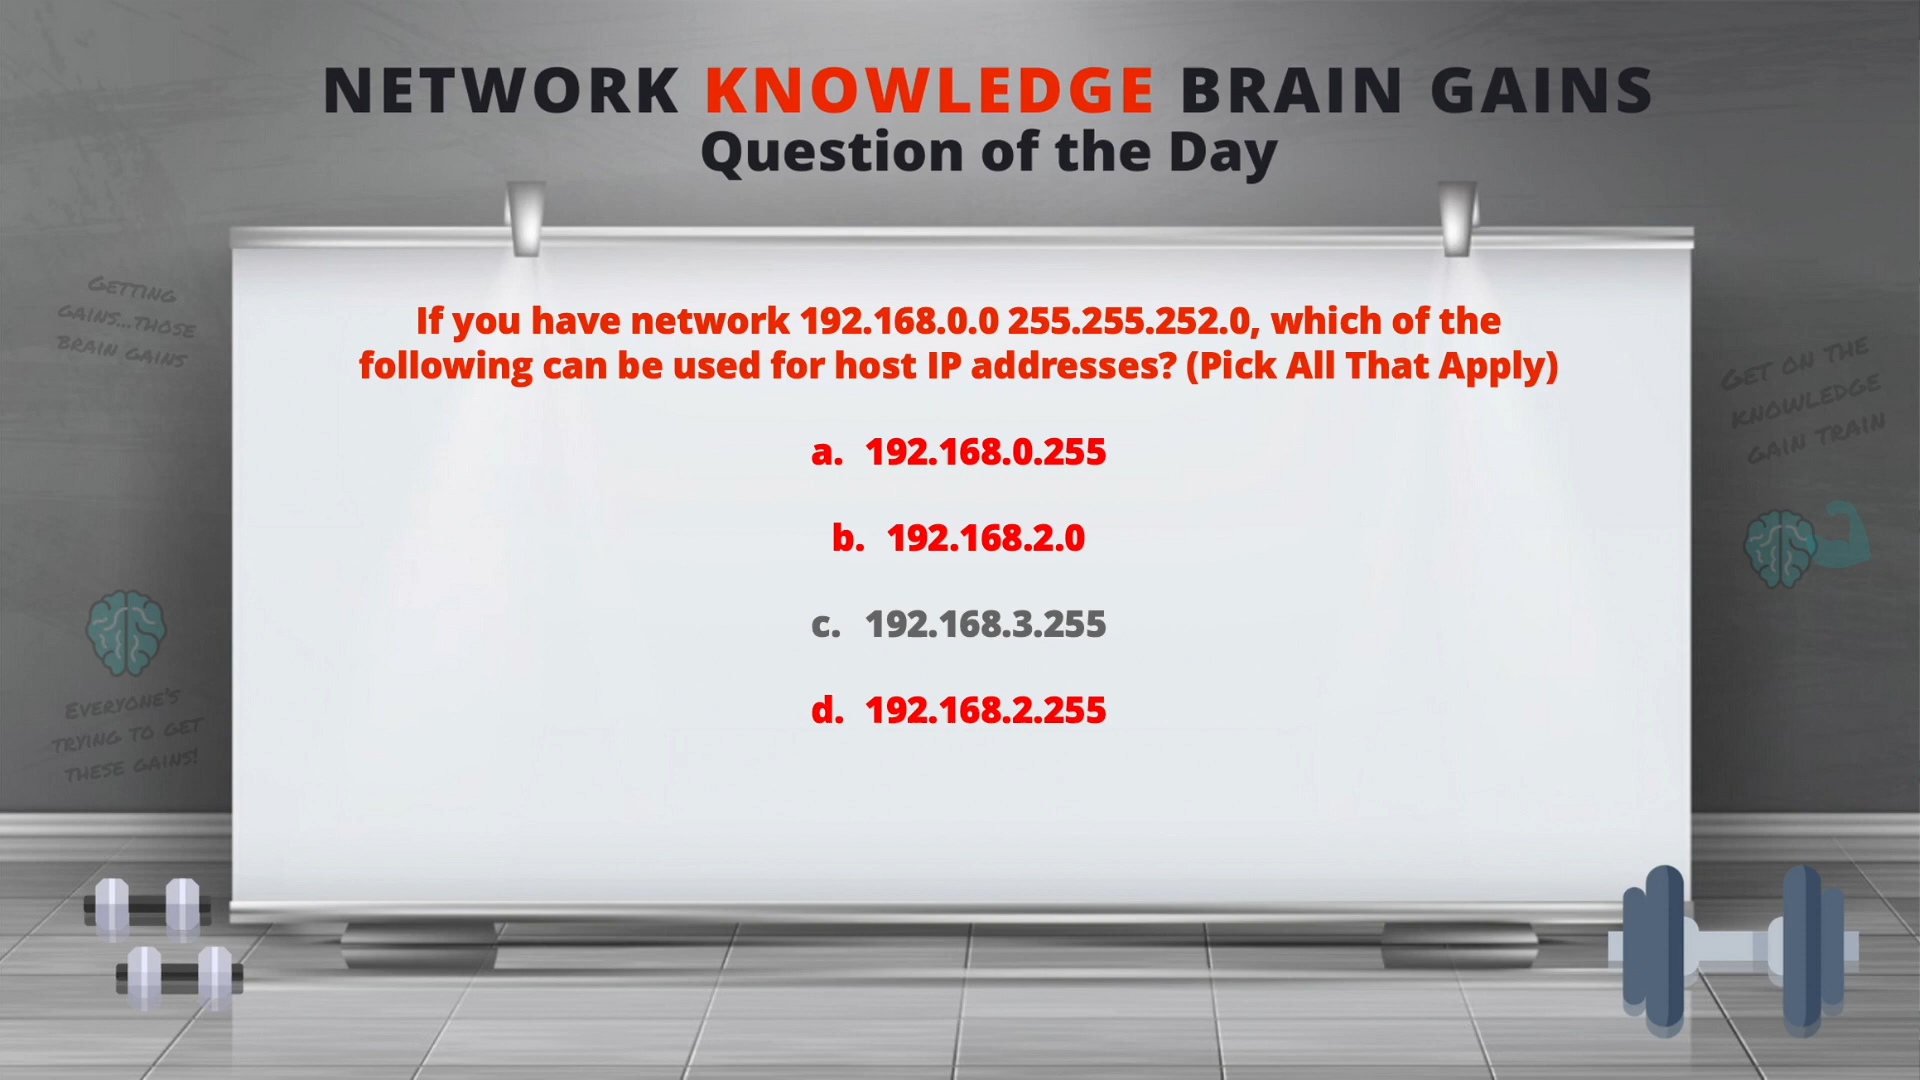 NETWORK KNOWLEDGE BRAIN GAINS
Question of the Day
Getting
gains...those
brain gains
If you have network 192.168.0.0 255.255.252.0, which of the
following can be used for host IP addresses? (Pick All That Apply)
a. 192.168.0.255
b. 192.168.2.0
c. 192.168.3.255
d. 192.168.2.255
Get on the
knowledge
gain train
Everyone's
trying to get
these gains!